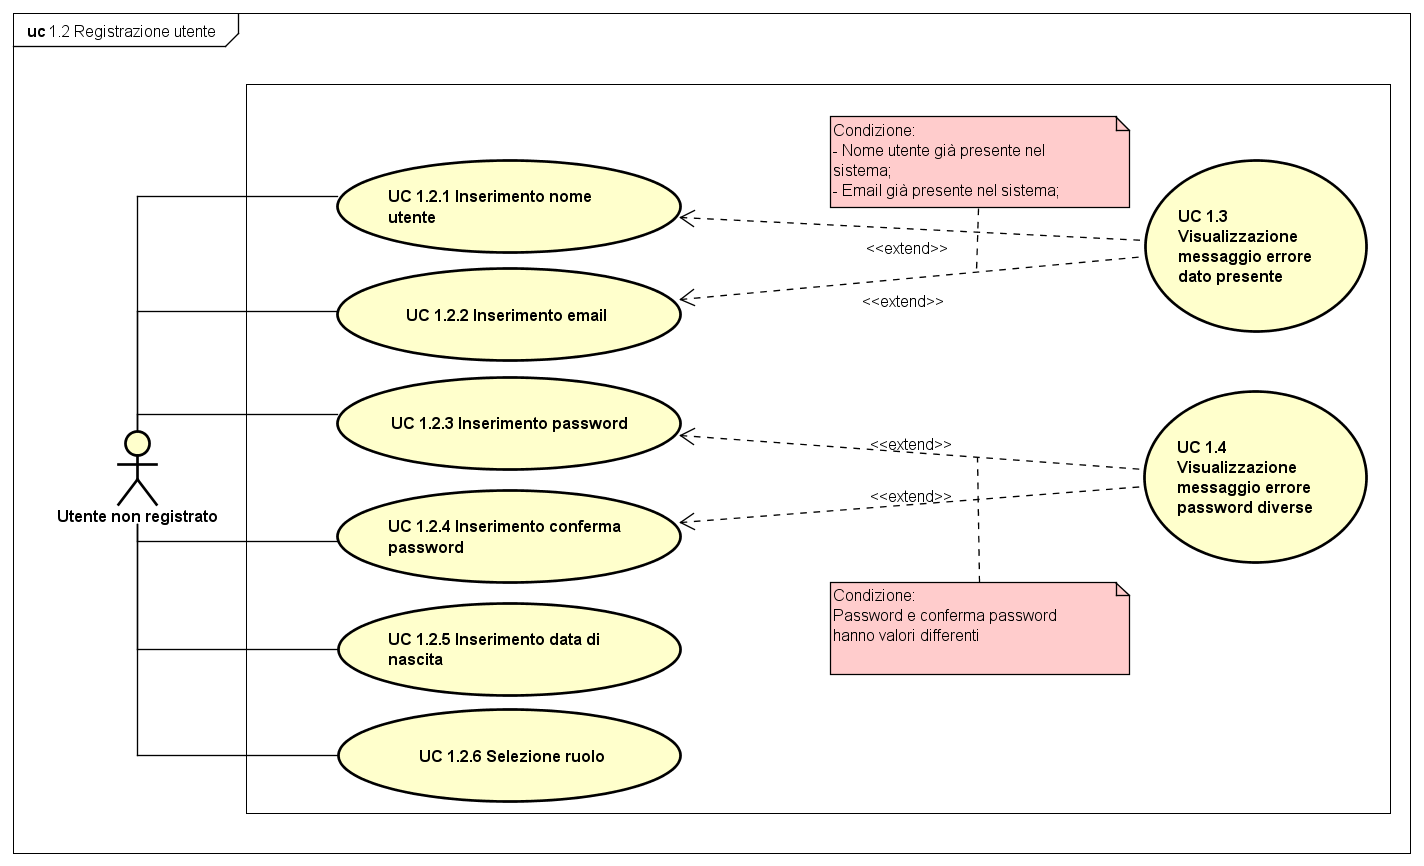 uc 1.2 Registrazione utente
Condizione:
- Nome utente già presente nel
sistema;
- Email già presente nel sistema;
UC 1.2.1 Inserimento nome
utente
UC 1.3
Visualizzazione
messaggio errore
dato presente
<<extend>>
<<extend>>
UC 1.2.2 Inserimento email
UC 1.2.3 Inserimento password
<<extend>>
UC 1.4
Visualizzazione
messaggio errore
password diverse
<<extend>>
Utente non registrato
UC 1.2.4 Inserimento conferma
password
Condizione:
Password e conferma password
hanno valori differenti
UC 1.2.5 Inserimento data di
nascita
UC 1.2.6 Selezione ruolo